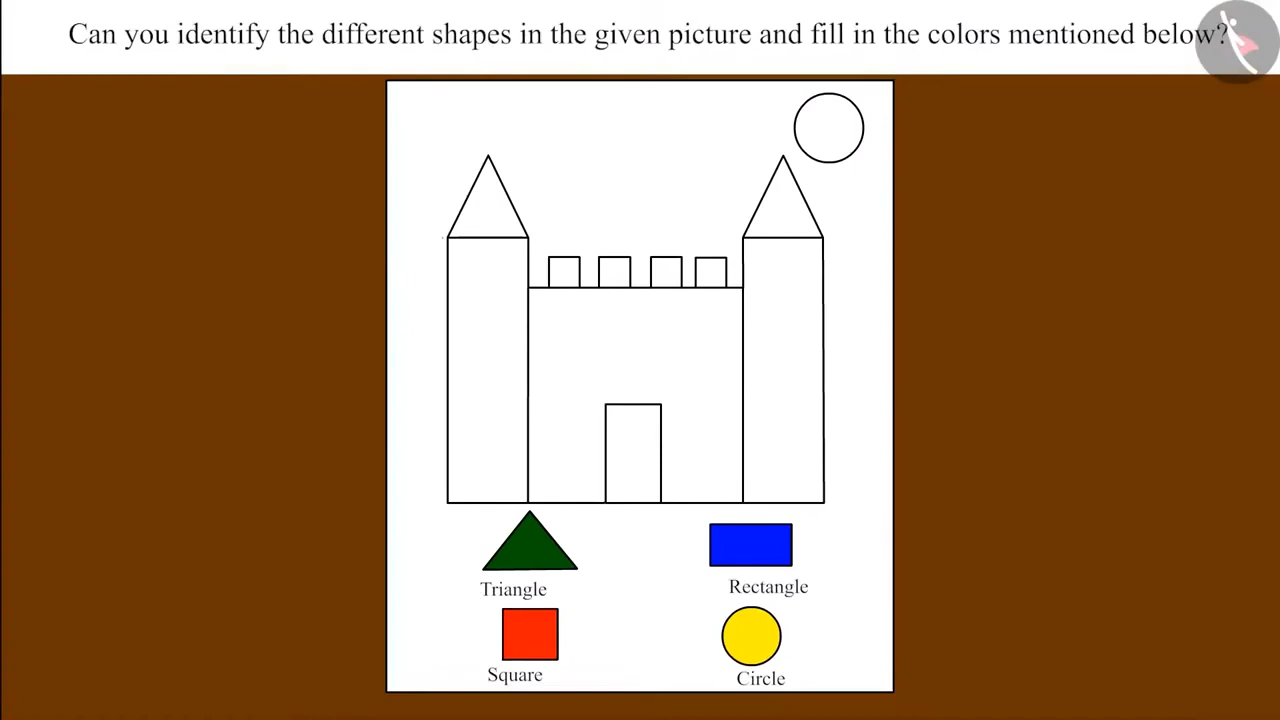 Can you identify the different shapes in the given picture and fill in the colors mentioned below?
Triangle
Rectangle
Square
Circle